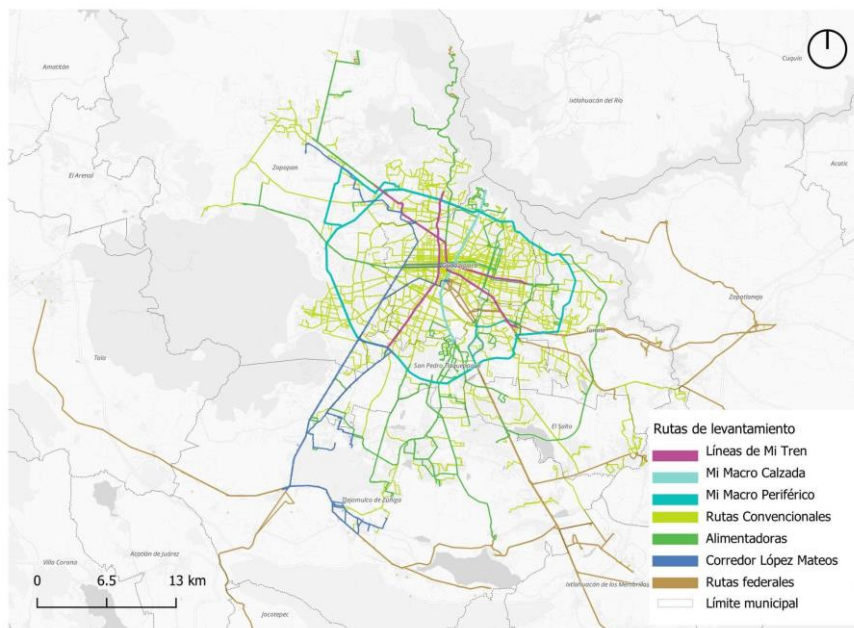 Amatitán
Cuquío
Ixtlahuacán del Río
Acatic
El Arenal
Zapopan
Zapotlanejo
Tonalá
Tala
San Pedro Tlaquepaque
El Salto
Tlajomulco de Zúñiga
Villa Corona
Acatlán de Juárez
Ixtlahuacán de los Membrillos
Jocotepec
0 6.5 13 km
Rutas de levantamiento
Líneas de Mi Tren
Mi Macro Calzada
Mi Macro Periférico
Rutas Convencionales
Alimentadoras
Corredor López Mateos
Rutas federales
Límite municipal